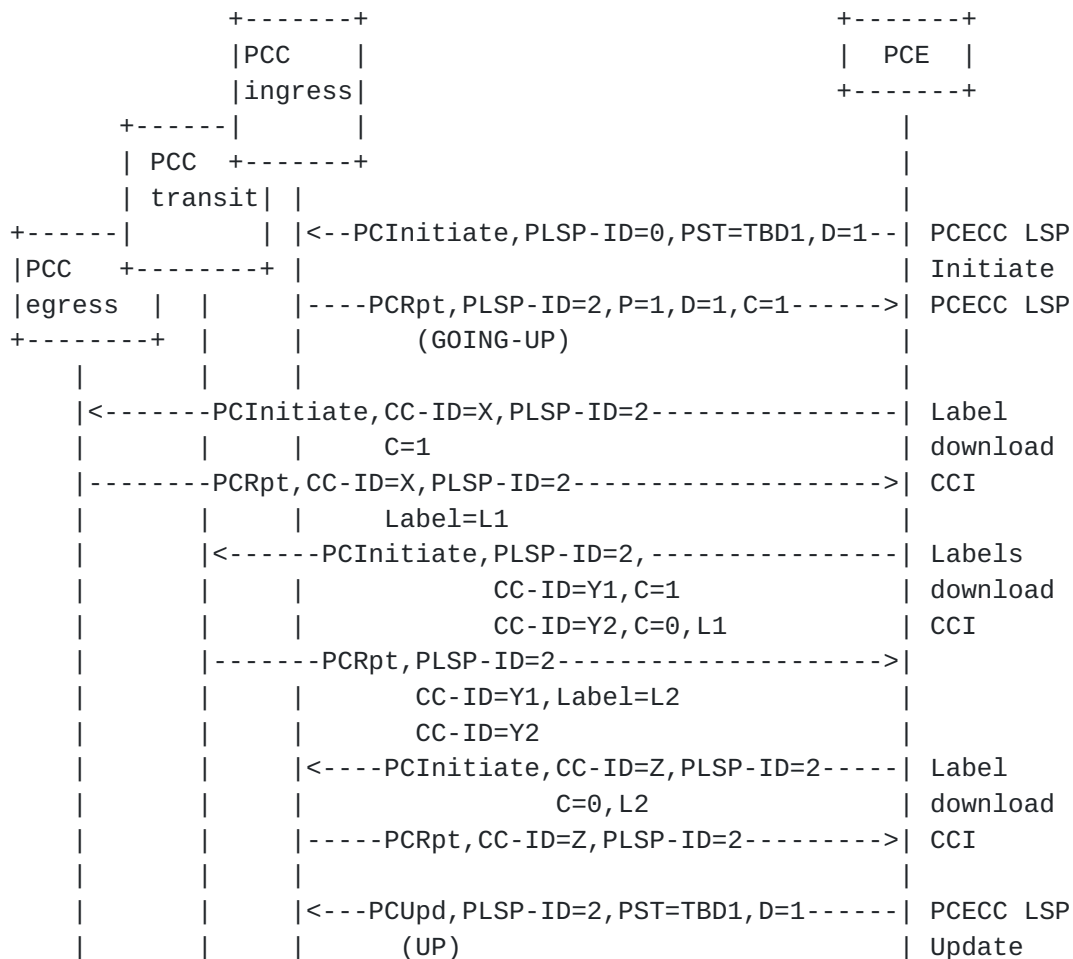 +-------+                              +-------+
              |PCC    |                              |  PCE  |
              |ingress|                              +-------+
       +------|       |                                  |
       | PCC  +-------+                                  |
       | transit| |                                      |
+------|        | |<--PCInitiate,PLSP-ID=0,PST=TBD1,D=1--| PCECC LSP
|PCC   +--------+ |                                      | Initiate
|egress  |  |     |----PCRpt,PLSP-ID=2,P=1,D=1,C=1------>| PCECC LSP
+--------+  |     |       (GOING-UP)                     |
    |       |     |                                      |
    |<-------PCInitiate,CC-ID=X,PLSP-ID=2----------------| Label
    |       |     |     C=1                              | download
    |--------PCRpt,CC-ID=X,PLSP-ID=2-------------------->| CCI
    |       |     |     Label=L1                         |
    |       |<------PCInitiate,PLSP-ID=2,----------------| Labels
    |       |     |            CC-ID=Y1,C=1              | download
    |       |     |            CC-ID=Y2,C=0,L1           | CCI
    |       |-------PCRpt,PLSP-ID=2--------------------->|
    |       |     |       CC-ID=Y1,Label=L2              |
    |       |     |       CC-ID=Y2                       |
    |       |     |<----PCInitiate,CC-ID=Z,PLSP-ID=2-----| Label
    |       |     |                C=0,L2                | download
    |       |     |-----PCRpt,CC-ID=Z,PLSP-ID=2--------->| CCI
    |       |     |                                      |
    |       |     |<---PCUpd,PLSP-ID=2,PST=TBD1,D=1------| PCECC LSP
    |       |     |      (UP)                            | Update